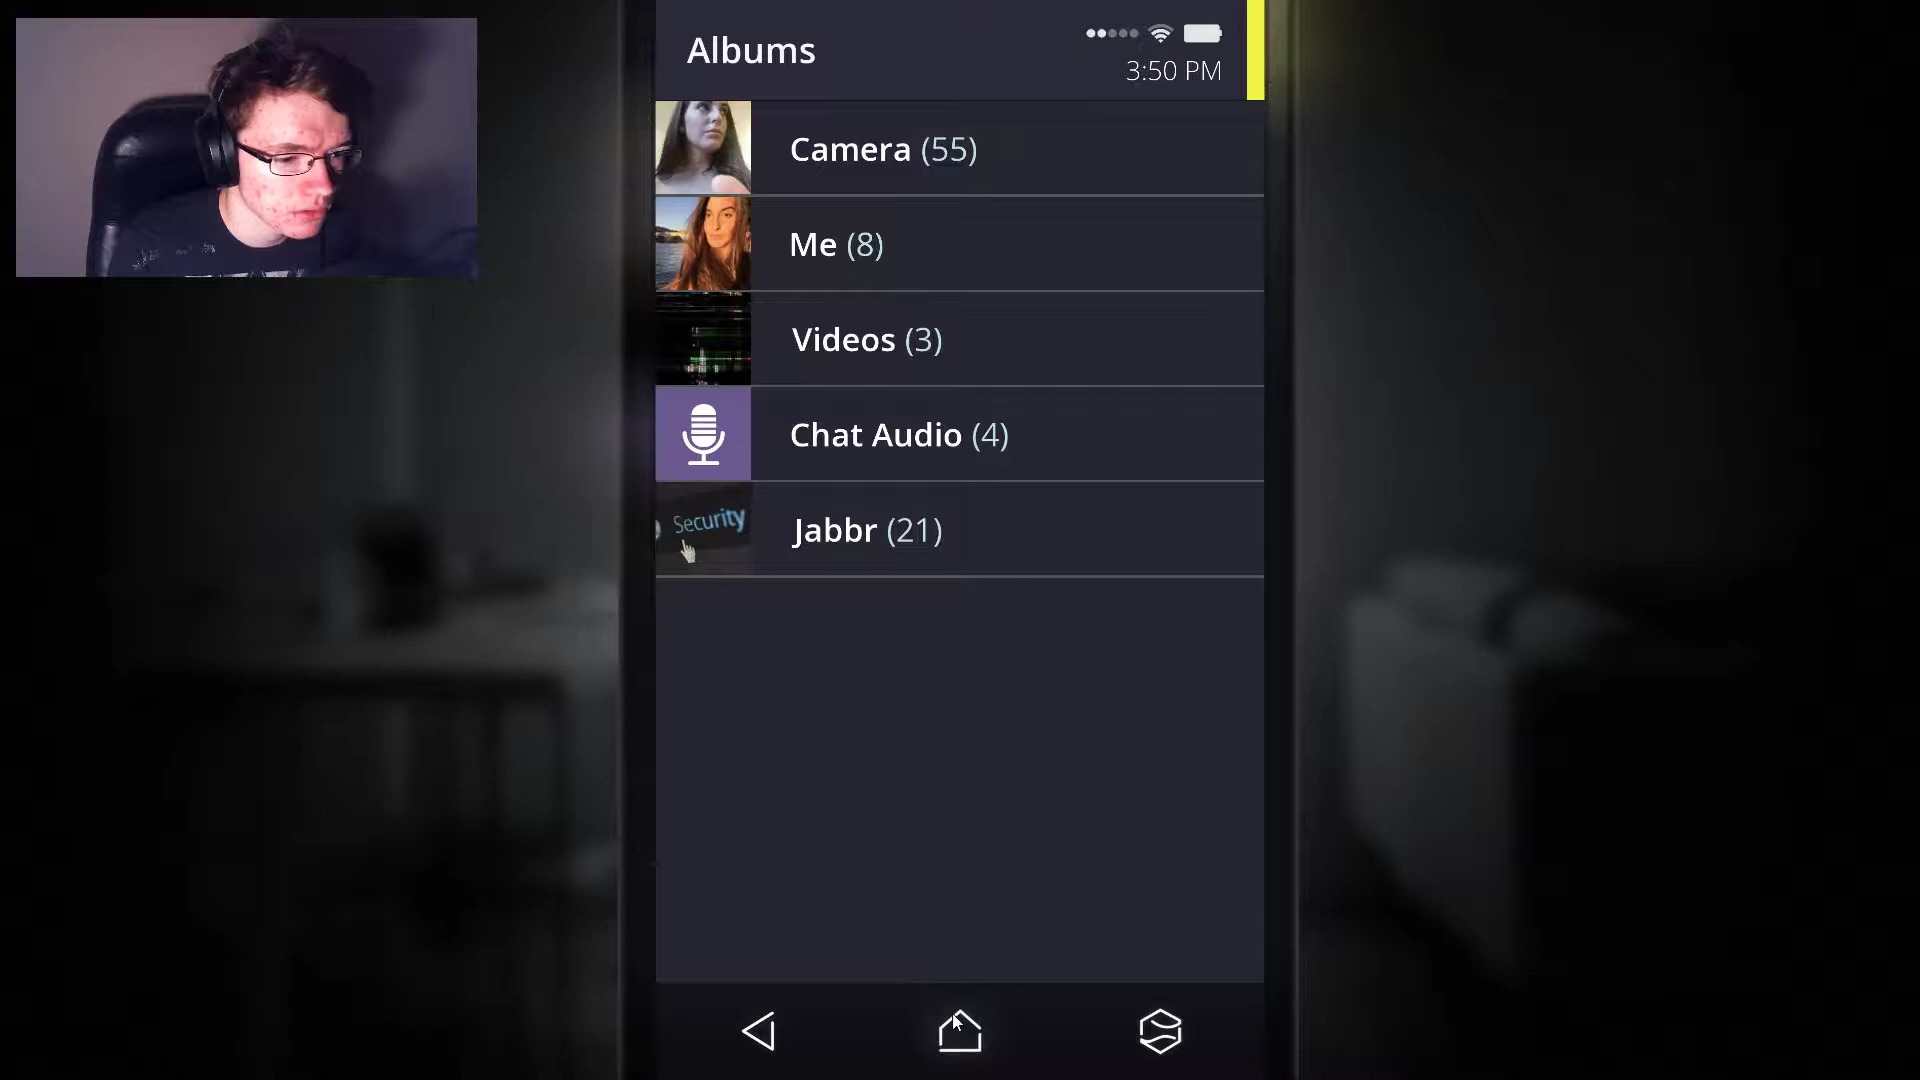 Albums
3:50 PM
Camera (55)
Me (8)
Videos (3)
Chat Audio (4)
Security
Jabbr (21)